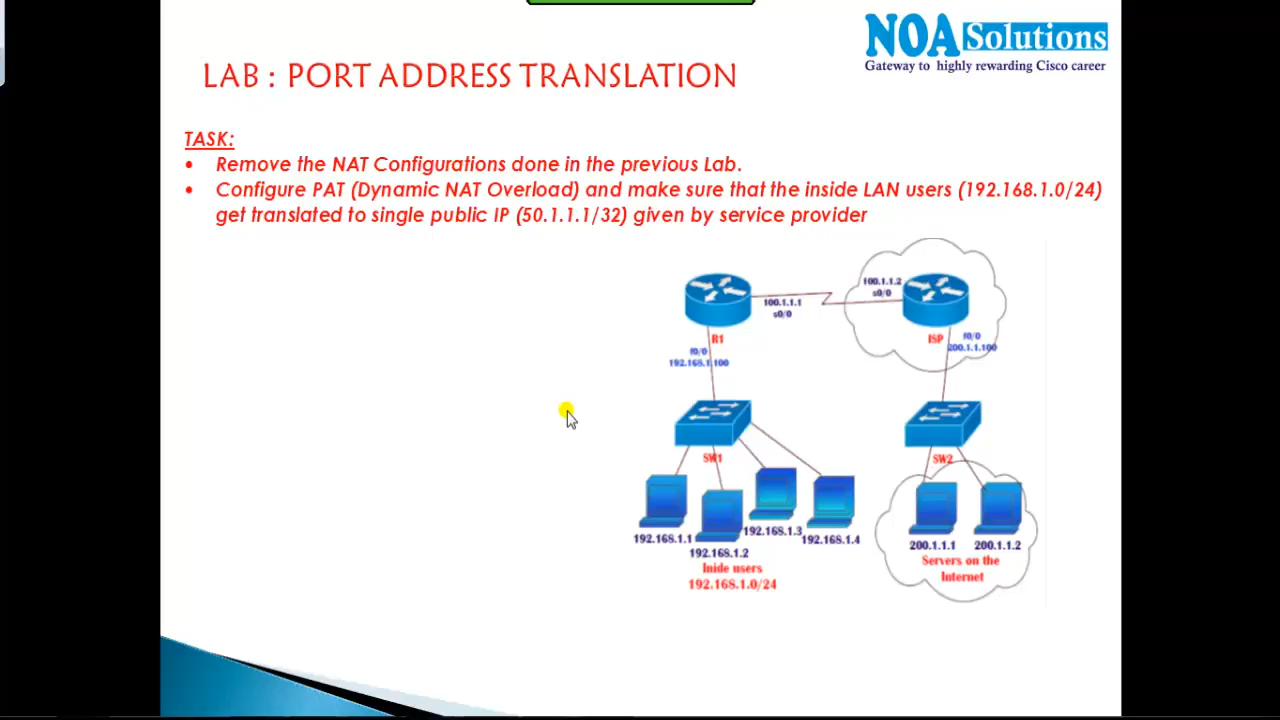 NOA Solutions
Gateway to highly rewarding Cisco career
LAB : PORT ADDRESS TRANSLATION
TASK:
• Remove the NAT Configurations done in the previous Lab.
• Configure PAT (Dynamic NAT Overload) and make sure that the inside LAN users (192.168.1.0/24)
get translated to single public IP (50.1.1.1/32) given by service provider
100.1.1.2
s0/0
100.1.1.1
s0/0
R1
ISP
f0/0
200.1.1.100
f0/0
192.168.1.100
SW1
SW2
192.168.1.1
192.168.1.2
192.168.1.3
192.168.1.4
Inide users
192.168.1.0/24
200.1.1.1
200.1.1.2
Servers on the
Internet